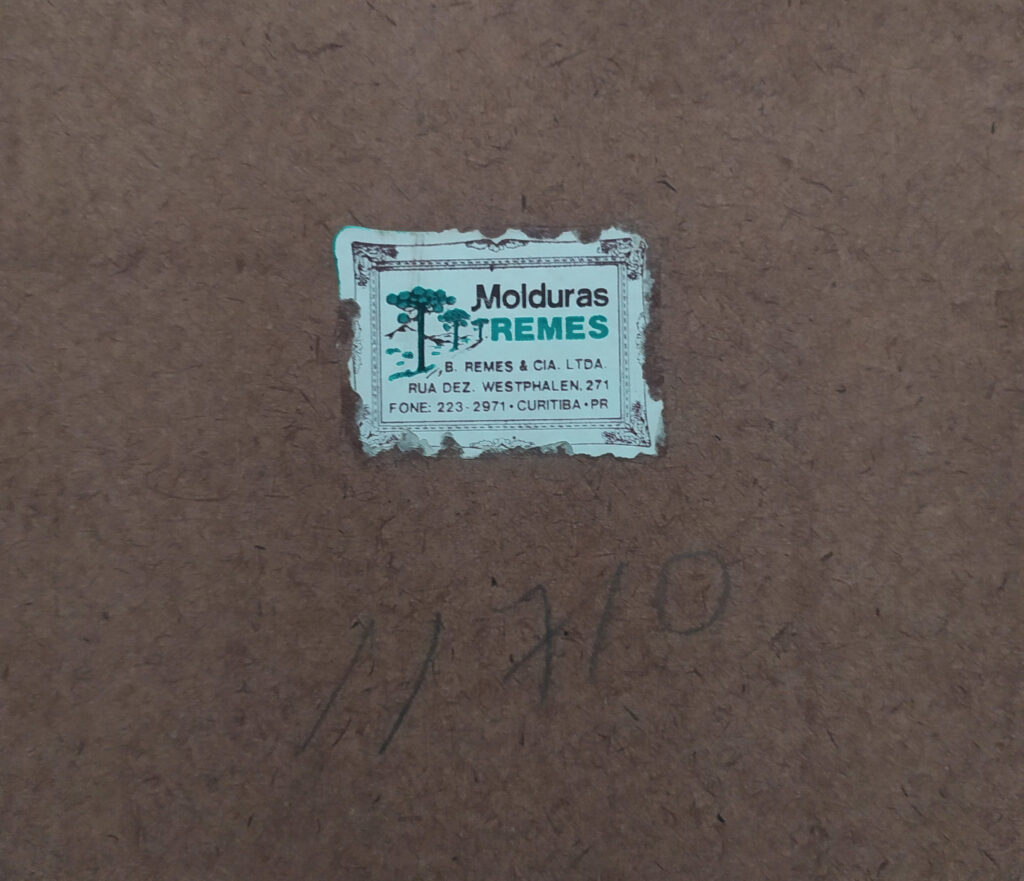 Molduras
REMES
B. REMES & CIA. LTDA.
RUA DEZ. WESTPHALEN, 271
FONE: 223-2971 • CURITIBA • PR
11710